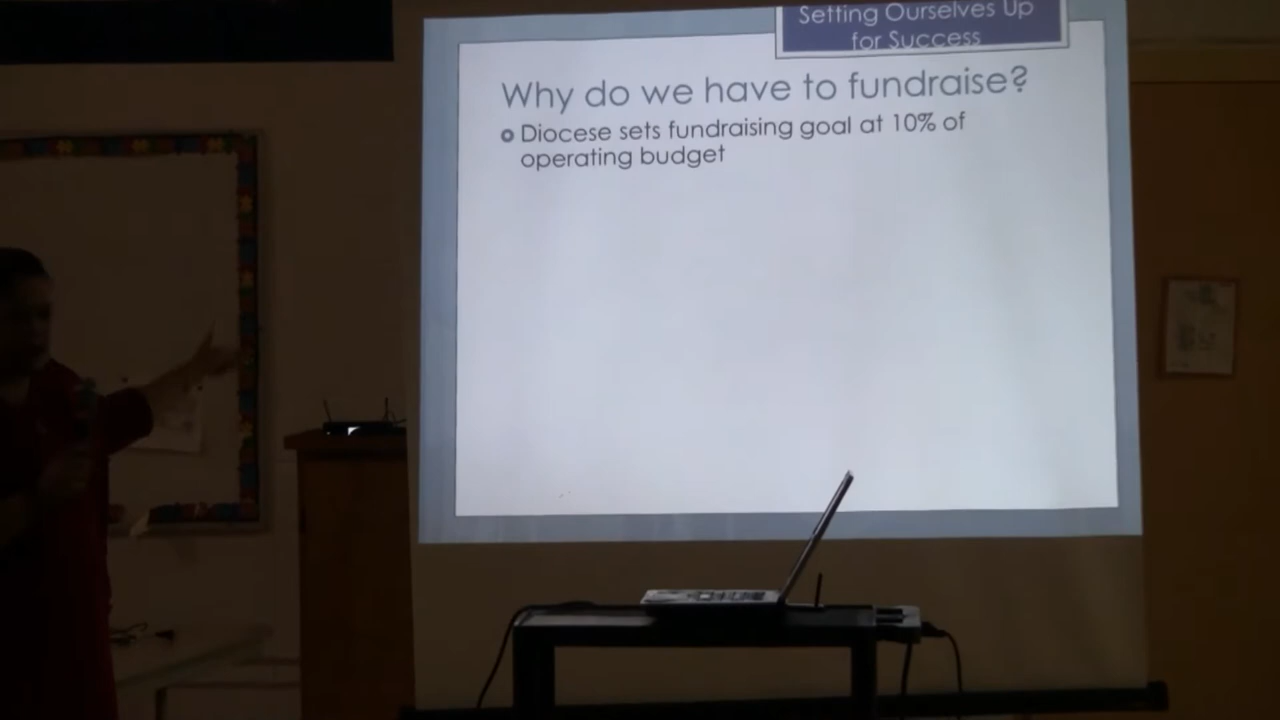 Setting Ourselves Up
for Success
Why do we have to fundraise?
Diocese sets fundraising goal at 10% of
operating budget